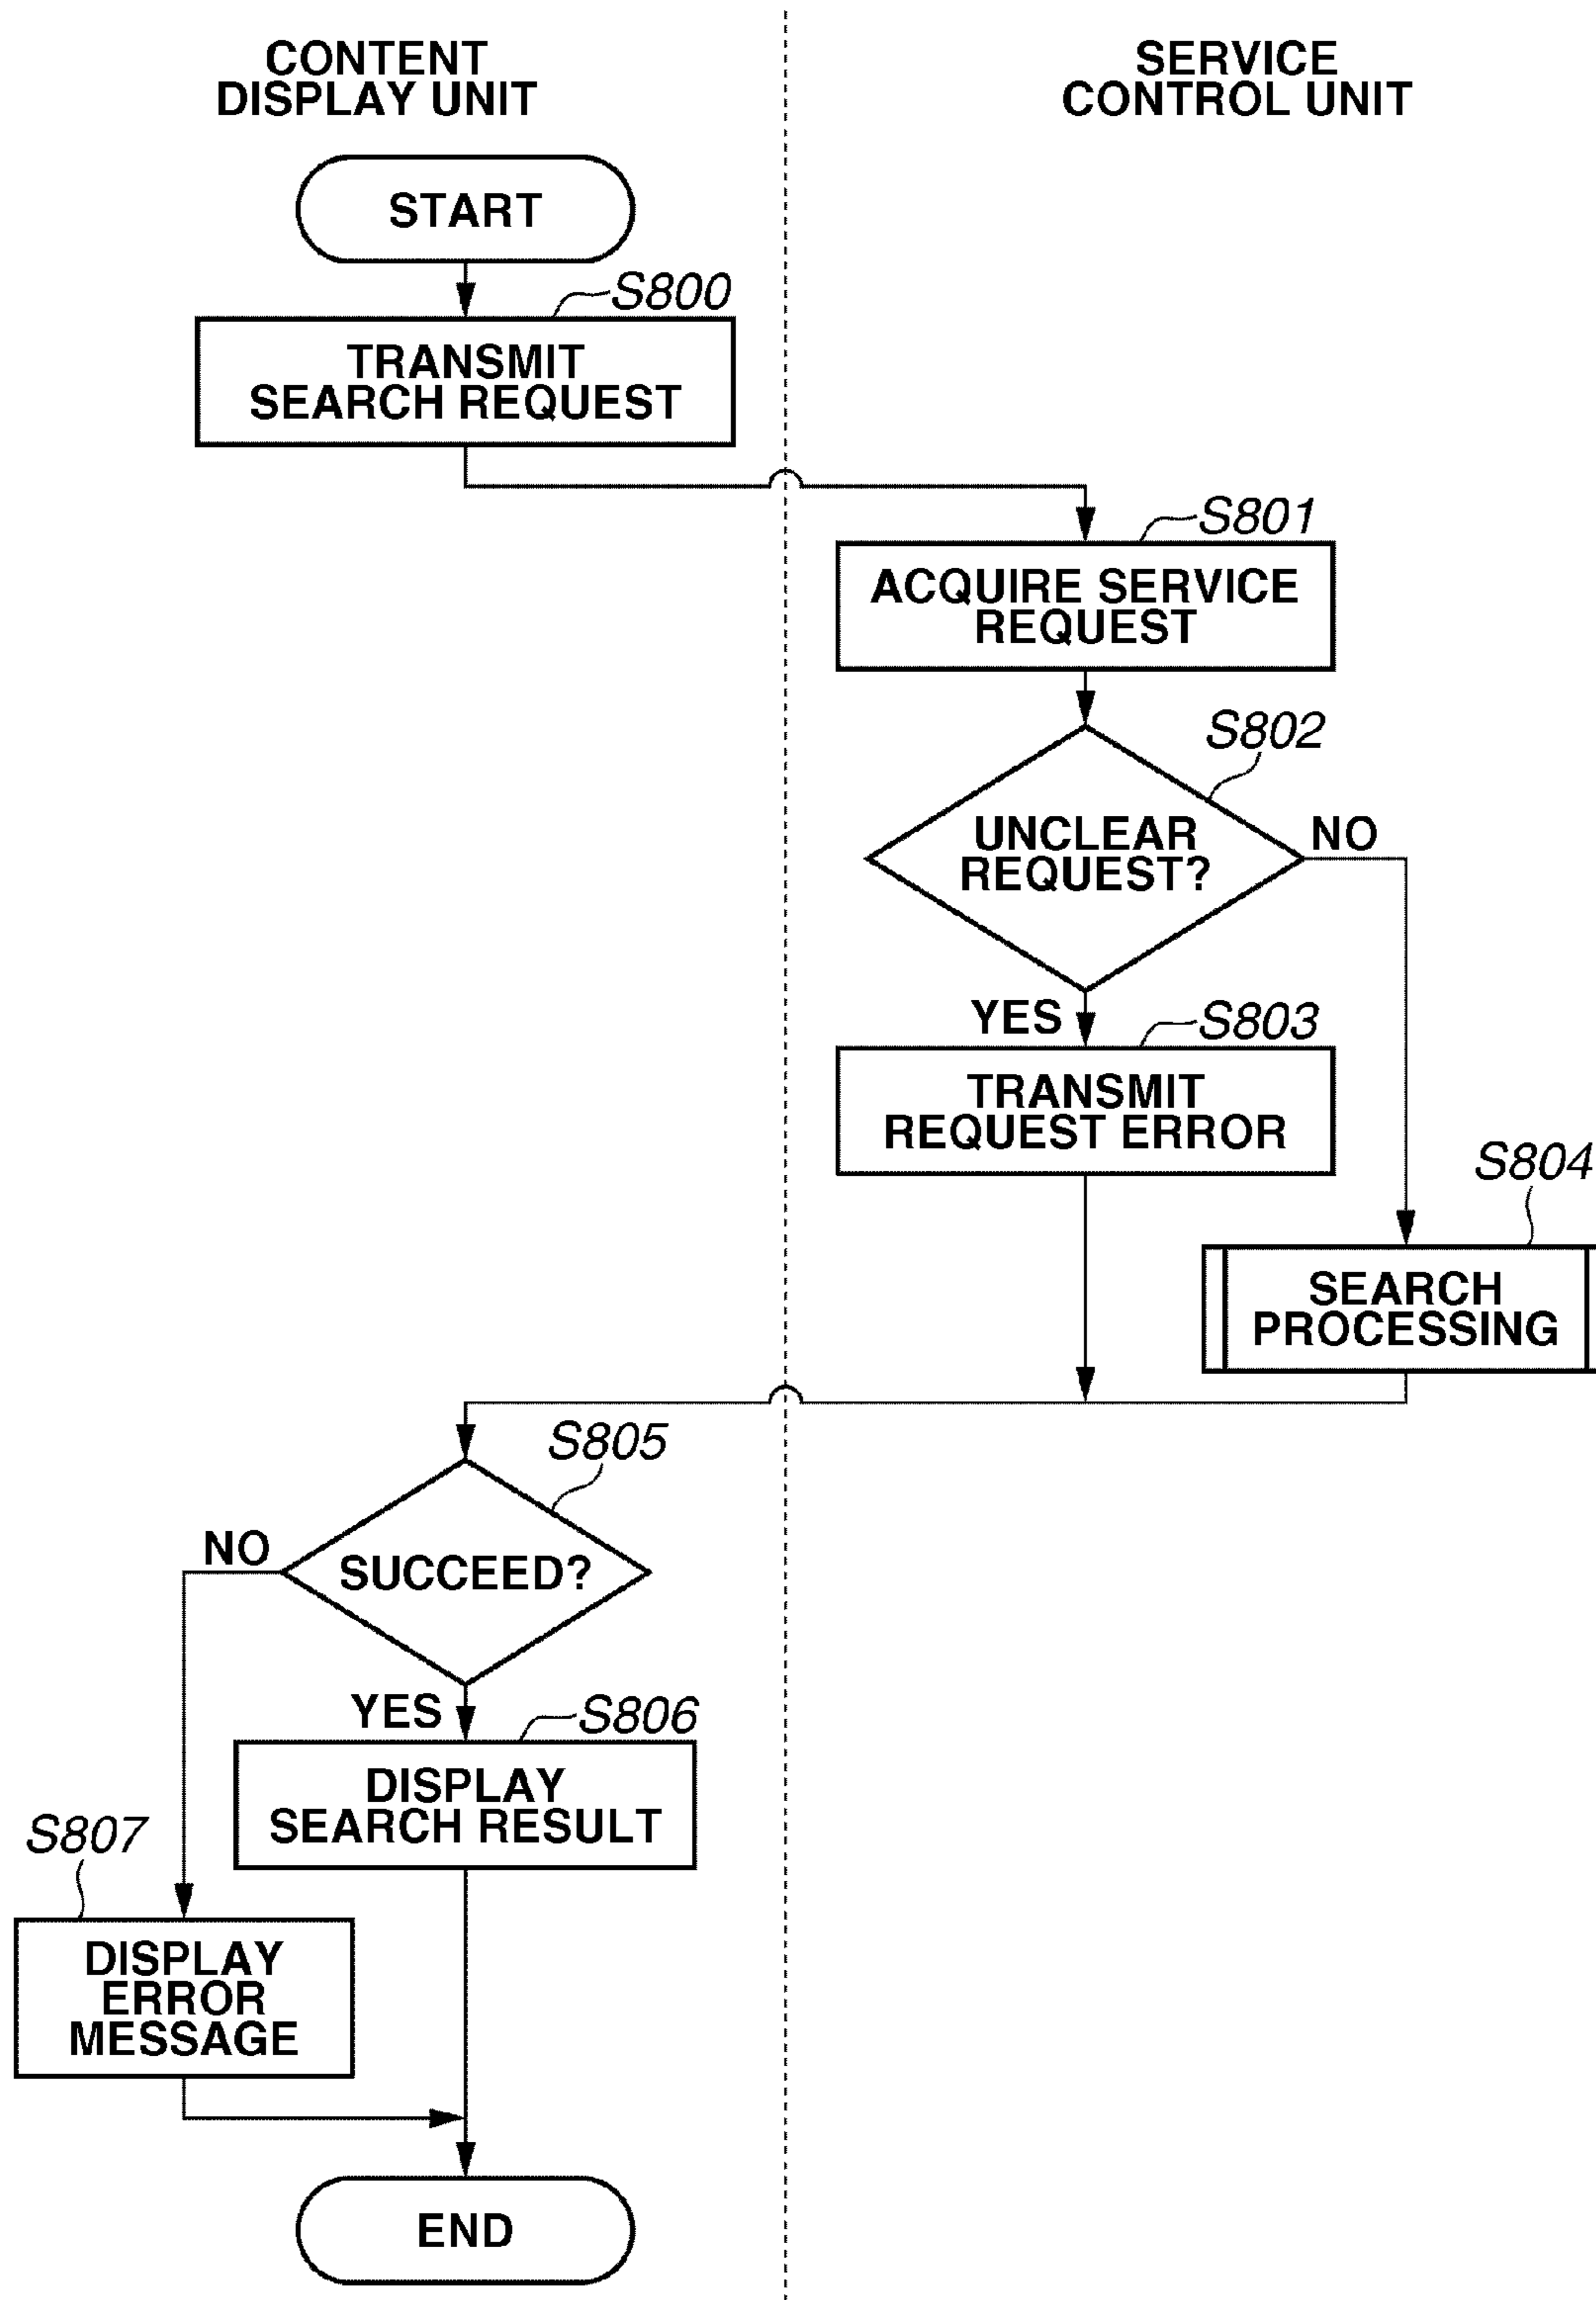 CONTENT
DISPLAY UNIT
SERVICE
CONTROL UNIT
START
S800
TRANSMIT
SEARCH REQUEST
S801
ACQUIRE SERVICE
REQUEST
S802
UNCLEAR
REQUEST?
NO
YES
S803
TRANSMIT
REQUEST ERROR
S804
SEARCH
PROCESSING
S805
NO
SUCCEED?
YES
S806
DISPLAY
SEARCH RESULT
S807
DISPLAY
ERROR
MESSAGE
END